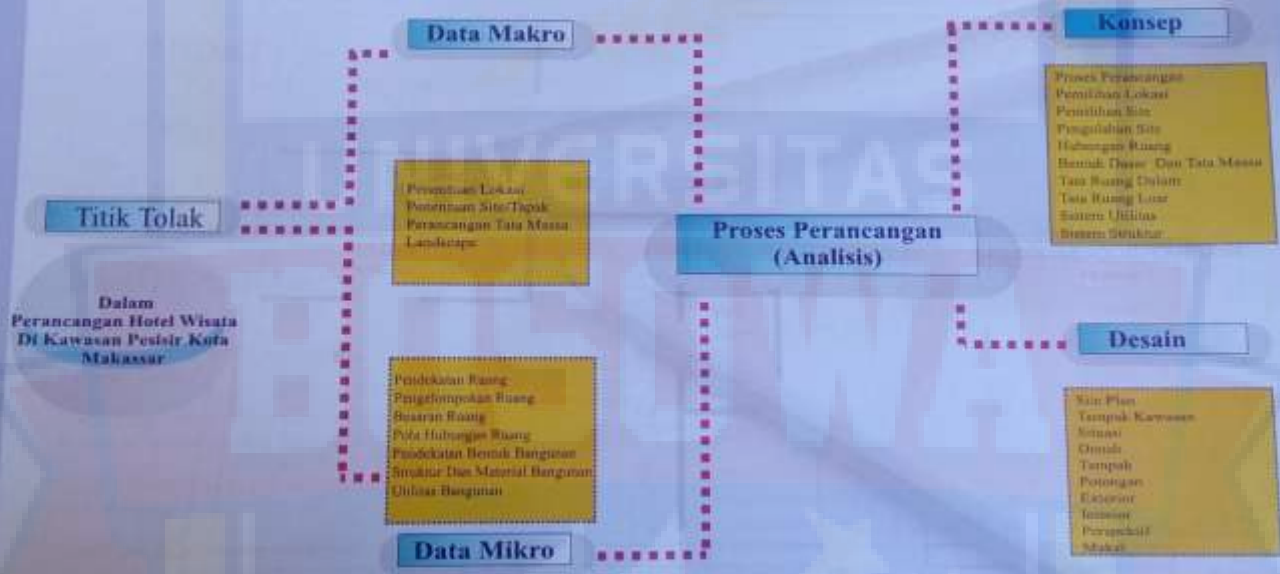 Data Makro
Konsep
Proses Perancangan
Pemilihan Lokasi
Pemilihan Site
Pengolahan Site
Hubungan Ruang
Bentuk Dasar Dan Tata Massa
Tata Ruang Dalam
Tata Ruang Luar
Sistem Utilitas
Sistem Struktur
UNIVERSITAS
BOSOWA
Titik Tolak
Dalam
Perancangan Hotel Wisata
Di Kawasan Pesisir Kota
Makassar
Penentuan Lokasi
Penentuan Site/Tapak
Perancangan Tata Massa
Landscape
Proses Perancangan
(Analisis)
Pendekatan Ruang
Pengelompokan Ruang
Besaran Ruang
Pola Hubungan Ruang
Pendekatan Bentuk Bangunan
Struktur Dan Material Bangunan
Utilitas Bangunan
Data Mikro
Desain
Plan
Tampak Kawasan
Situasi
Denah
Tampak
Potongan
Exterior
Interior
Perspektif
Maket